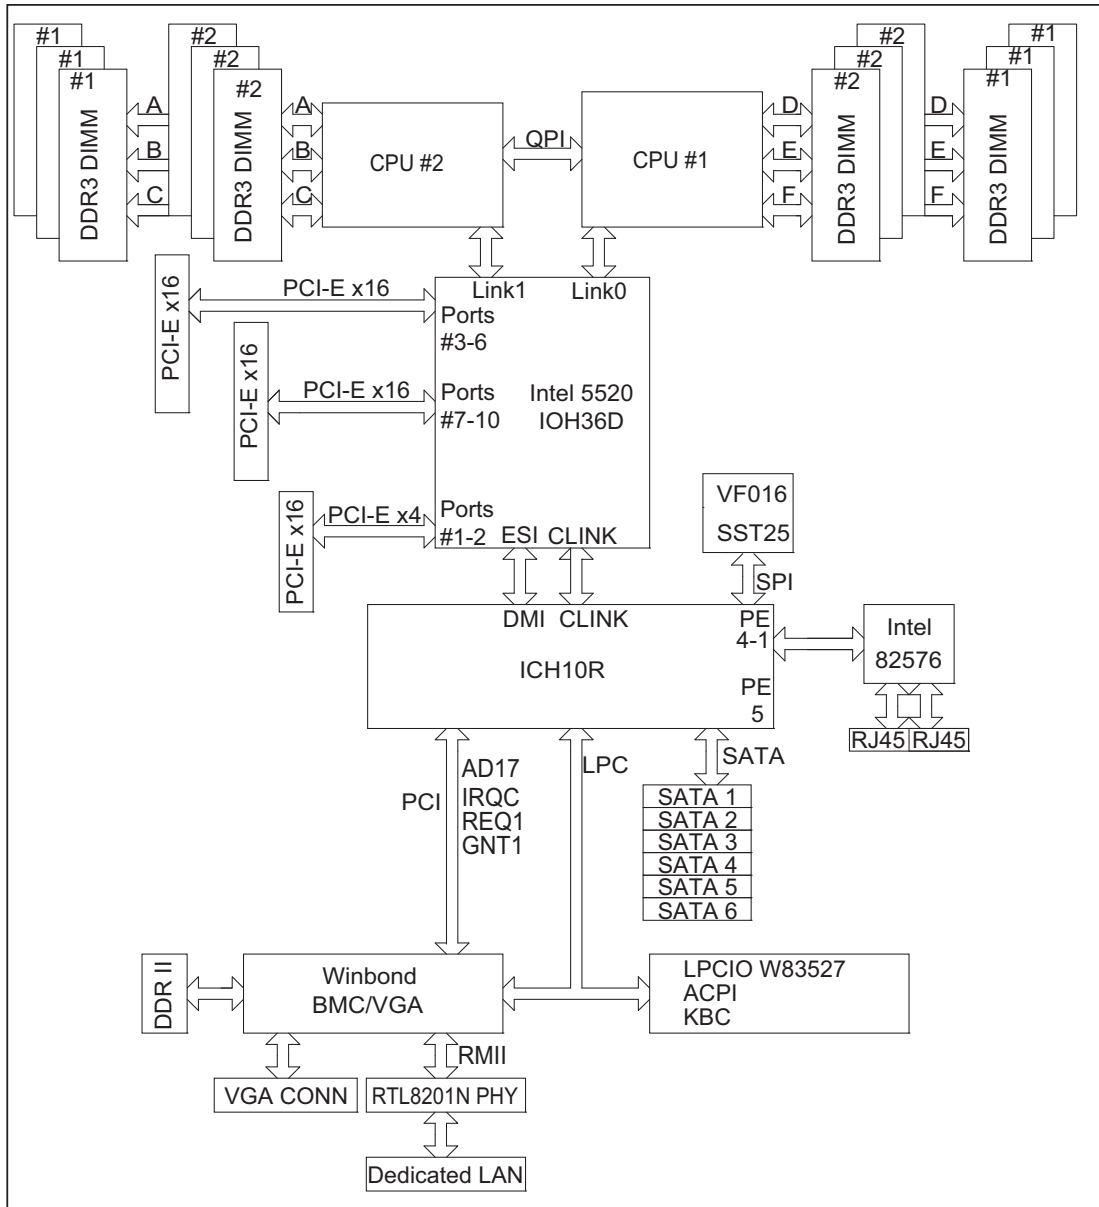 #1
#1
#1
DDR3 DIMM
A
B
C
#2
#2
#2
DDR3 DIMM
A
B
C
CPU #2
QPI
CPU #1
D
E
F
#2
#2
#2
DDR3 DIMM
D
E
F
#1
#1
#1
DDR3 DIMM
PCI-E x16
PCI-E x16
Link1
Link0
Ports
#3-6
PCI-E x16
PCI-E x16
Ports
#7-10
Intel 5520
IOH36D
PCI-E x16
PCI-E x4
Ports
#1-2
ESI
CLINK
VF016
SST25
SPI
DMI
CLINK
PE
4-1
ICH10R
PE
5
Intel
82576
RJ45
RJ45
PCI
AD17
IRQC
REQ1
GNT1
LPC
SATA
SATA 1
SATA 2
SATA 3
SATA 4
SATA 5
SATA 6
DDR II
Winbond
BMC/VGA
LPCIO W83527
ACPI
KBC
RMII
VGA CONN
RTL8201N PHY
Dedicated LAN